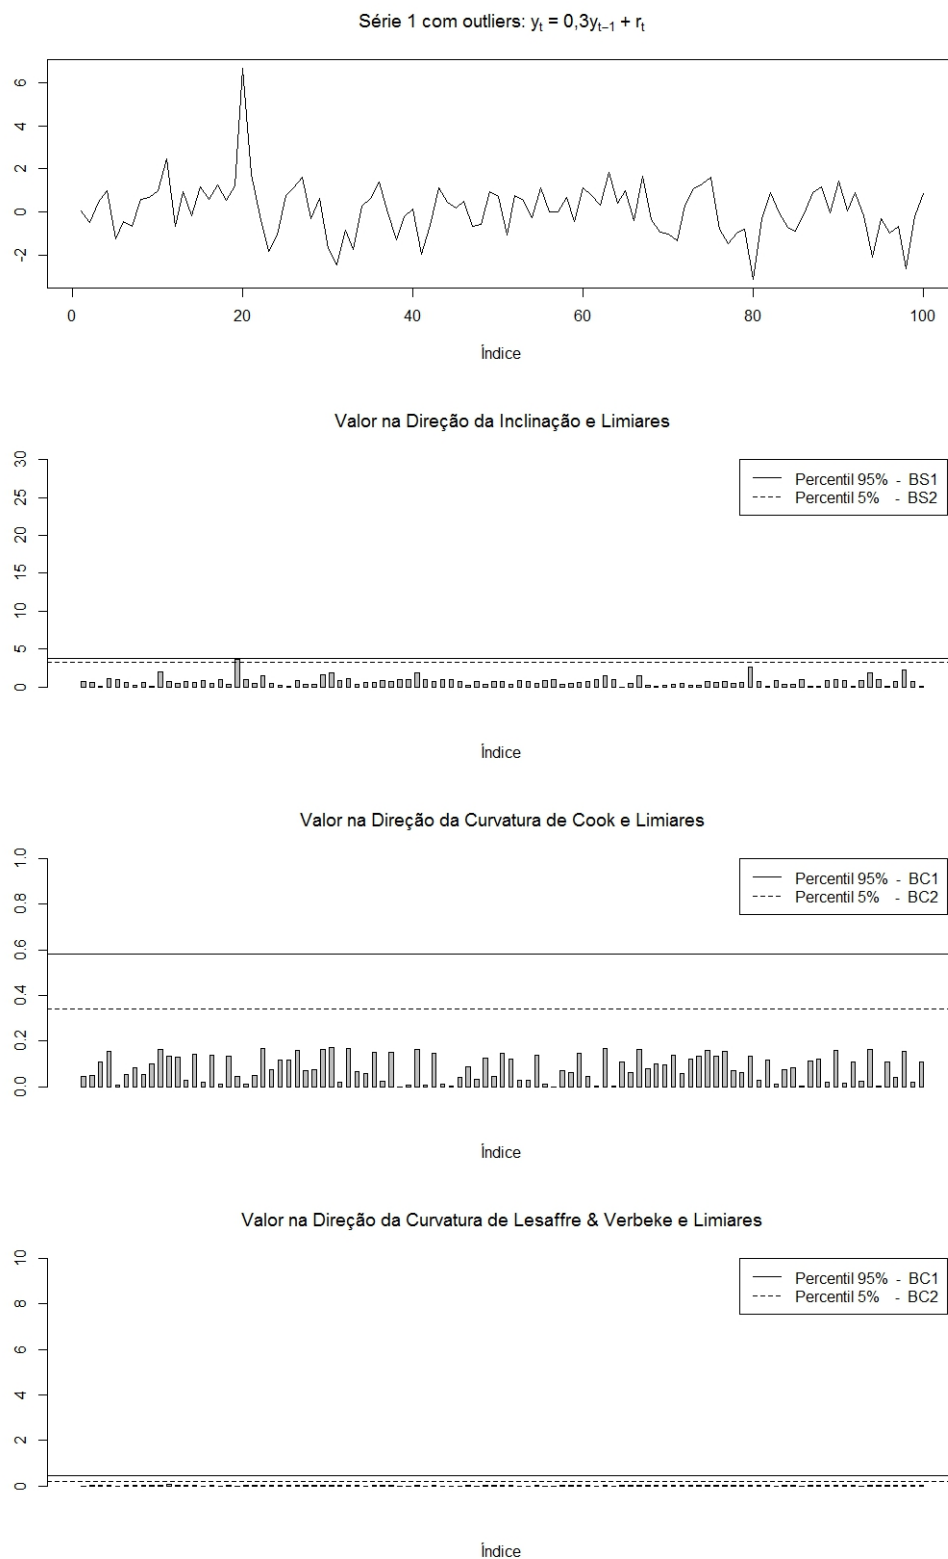 Série 1 com outliers: yt = 0,3yt−1 + rt
6
4
2
0
-2
0 20 40 60 80 100
Índice
Valor na Direção da Inclinação e Limiares
30
25
20
15
10
5
0
Percentil 95% - BS1
Percentil 5% - BS2
Índice
Valor na Direção da Curvatura de Cook e Limiares
1.0
0.8
0.6
0.4
0.2
0.0
Percentil 95% - BC1
Percentil 5% - BC2
Índice
Valor na Direção da Curvatura de Lesaffre & Verbeke e Limiares
10
8
6
4
2
0
Percentil 95% - BC1
Percentil 5% - BC2
Índice